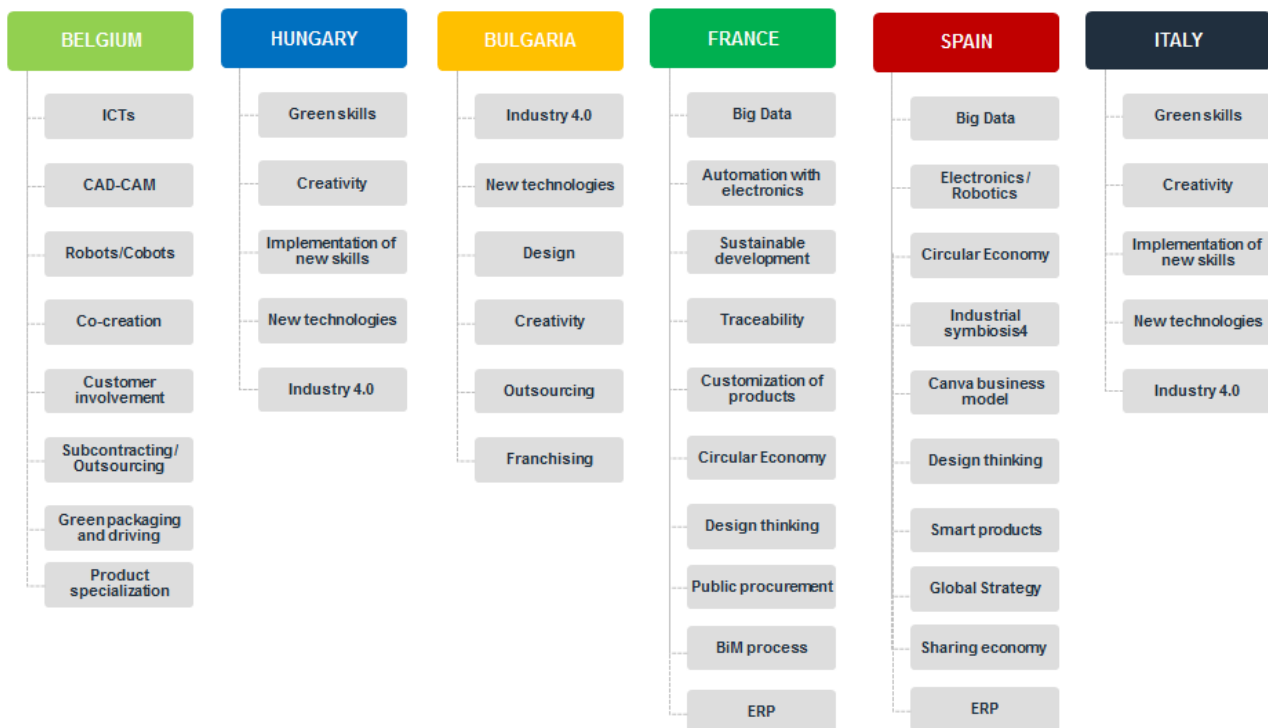 BELGIUM
ICTs
CAD-CAM
Robots/Cobots
Co-creation
Customer
involvement
Subcontracting/
Outsourcing
Green packaging
and driving
Product
specialization
HUNGARY
Green skills
Creativity
Implementation of
new skills
New technologies
Industry 4.0
BULGARIA
Industry 4.0
New technologies
Design
Creativity
Outsourcing
Franchising
FRANCE
Big Data
Automation with
electronics
Sustainable
development
Traceability
Customization of
products
Circular Economy
Design thinking
Public procurement
BiM process
ERP
SPAIN
Big Data
Electronics/
Robotics
Circular Economy
Industrial
symbiosis4
Canva business
model
Design thinking
Smart products
Global Strategy
Sharing economy
ERP
ITALY
Green skills
Creativity
Implementation of
new skills
New technologies
Industry 4.0